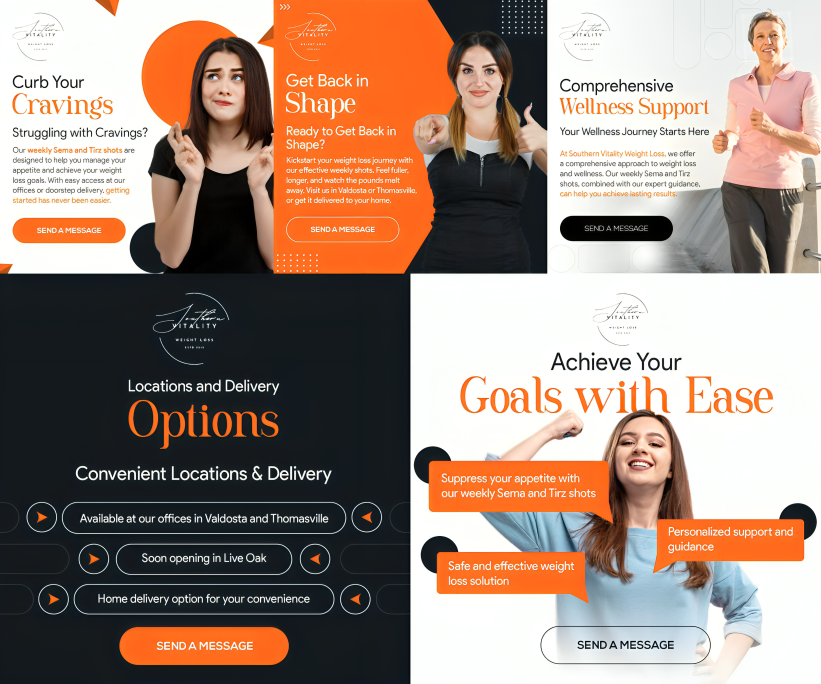 Southern
VITALITY
WEIGHT LOSS
Curb Your
Cravings
Struggling with Cravings?
Our weekly Sema and Tirz shots are
designed to help you manage your
appetite and achieve your weight
loss goals. With easy access at our
offices or doorstep delivery, getting
started has never been easier.
SEND A MESSAGE
Southern
VITALITY
WEIGHT LOSS
Get Back in
Shape
Ready to Get Back in
Shape?
Kickstart your weight loss journey with
our effective weekly shots. Feel fuller,
longer, and watch the pounds melt
away. Visit us in Valdosta or Thomasville,
or get it delivered to your home.
SEND A MESSAGE
Southern
VITALITY
WEIGHT LOSS
Comprehensive
Wellness Support
Your Wellness Journey Starts Here
At Southern Vitality Weight Loss, we offer
a comprehensive approach to weight loss
and wellness. Our weekly Sema and Tirz
shots, combined with our expert guidance,
can help you achieve lasting results.
SEND A MESSAGE
Southern
VITALITY
WEIGHT LOSS
Locations and Delivery
Options
Convenient Locations & Delivery
Available at our offices in Valdosta and Thomasville
Soon opening in Live Oak
Home delivery option for your convenience
SEND A MESSAGE
Southern
VITALITY
WEIGHT LOSS
Achieve Your
Goals with Ease
Suppress your appetite with
our weekly Sema and Tirz shots
Personalized support and
guidance
Safe and effective weight
loss solution
SEND A MESSAGE